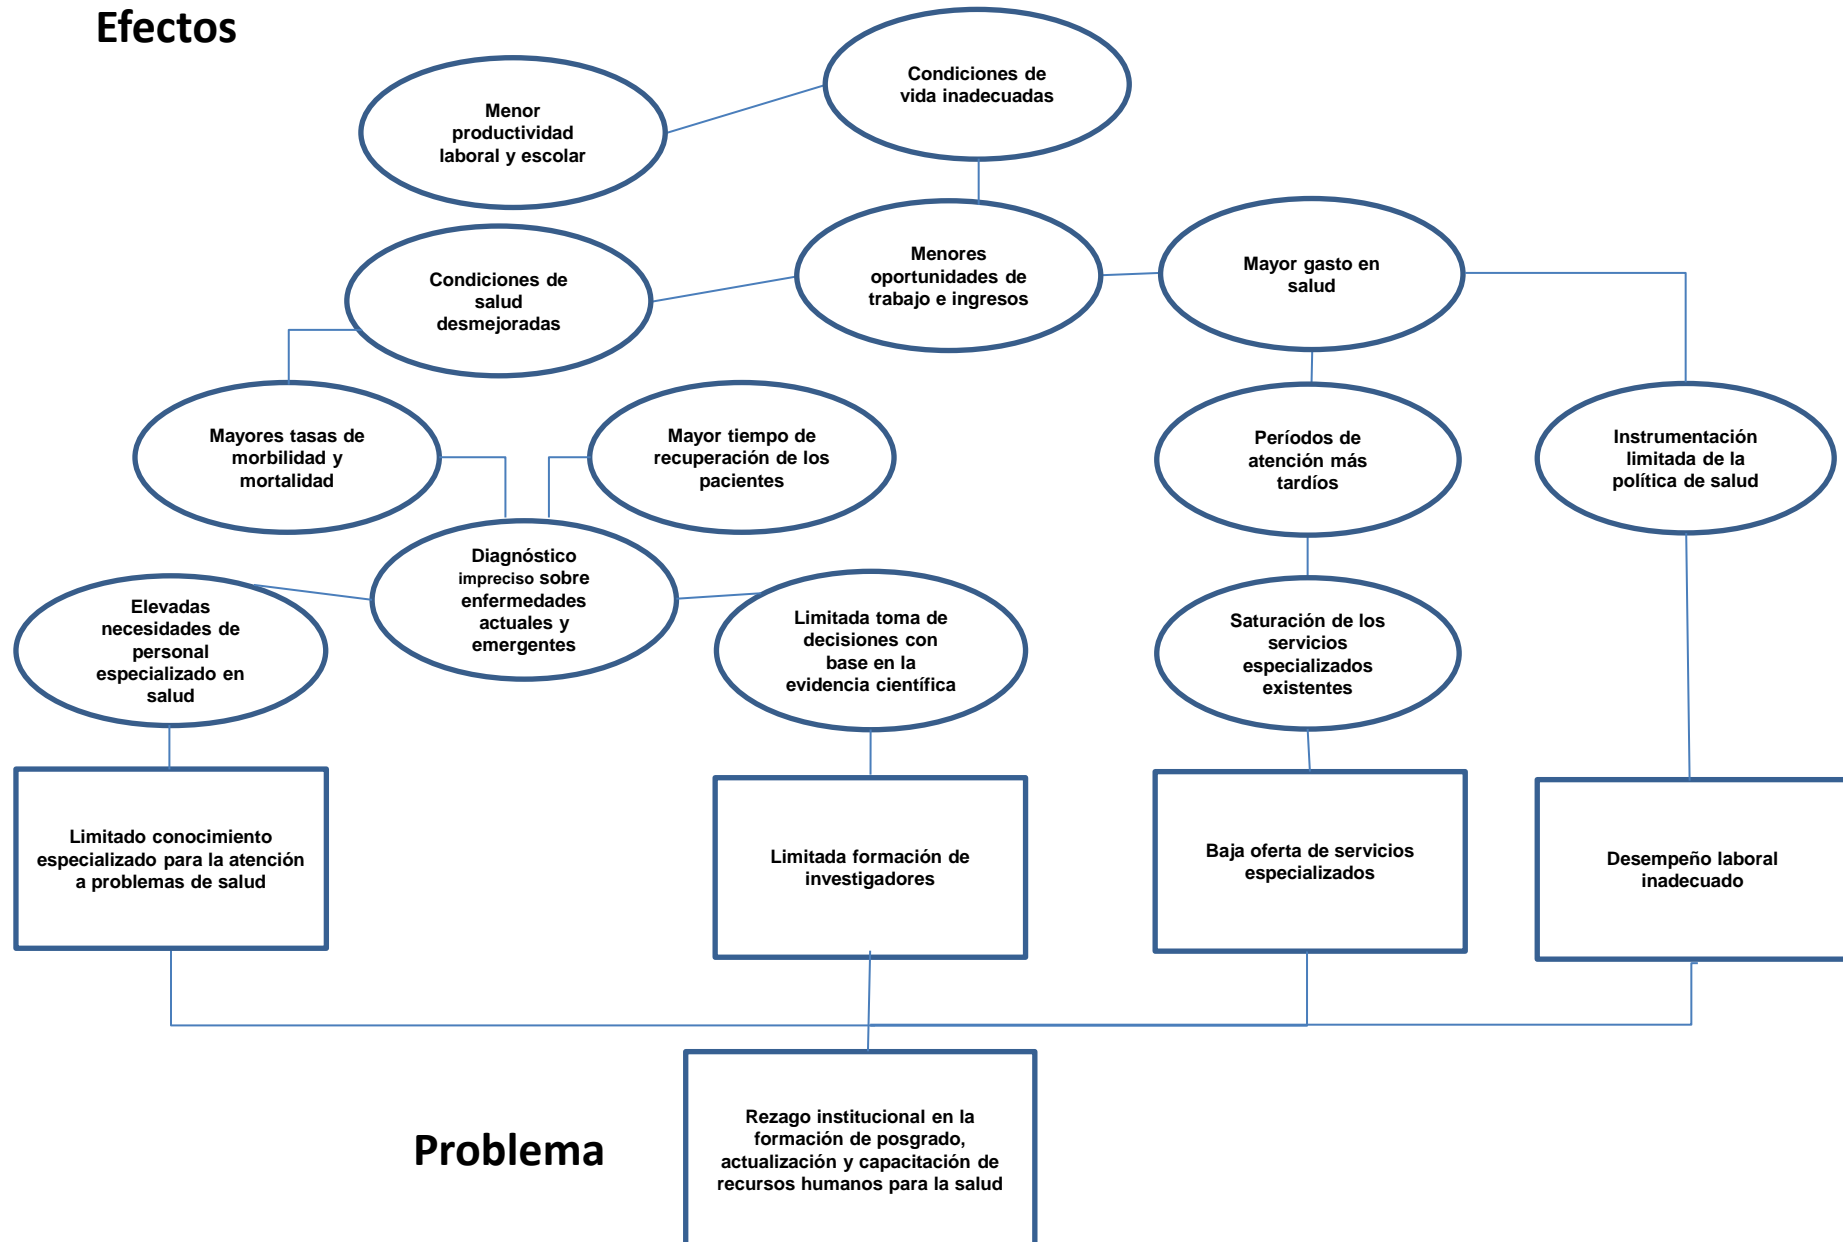 Efectos
Condiciones de
vida inadecuadas
Menor
productividad
laboral y escolar
Menores
oportunidades de
trabajo e ingresos
Mayor gasto en
salud
Condiciones de
salud
desmejoradas
Mayores tasas de
morbilidad y
mortalidad
Mayor tiempo de
recuperación de los
pacientes
Períodos de
atención más
tardíos
Instrumentación
limitada de la
política de salud
Diagnóstico
impreciso sobre
enfermedades
actuales y
emergentes
Elevadas
necesidades de
personal
especializado en
salud
Limitada toma de
decisiones con
base en la
evidencia científica
Saturación de los
servicios
especializados
existentes
Limitado conocimiento
especializado para la atención
a problemas de salud
Limitada formación de
investigadores
Baja oferta de servicios
especializados
Desempeño laboral
inadecuado
Problema
Rezago institucional en la
formación de posgrado,
actualización y capacitación de
recursos humanos para la salud